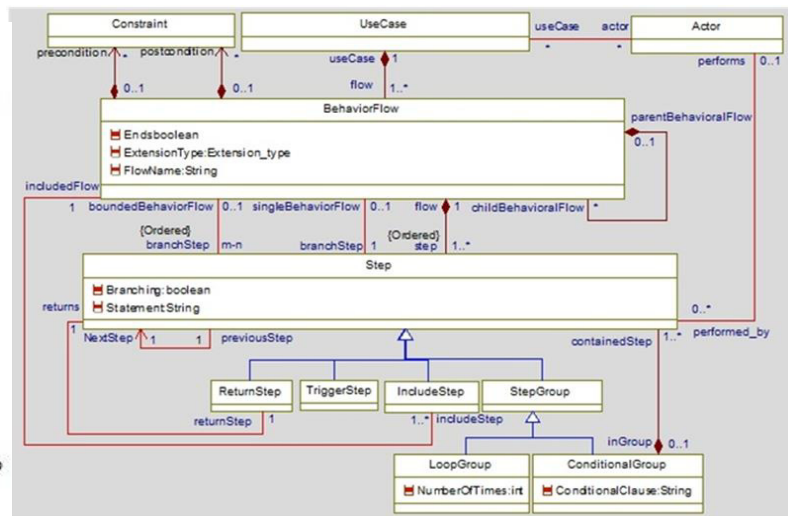 Constraint
UseCase
useCase actor
Actor
precondition * postcondition *
useCase 1
* *
performs
0..1 0..1
flow 1..*
0..1
BehaviorFlow
parentBehavioralFlow
Endsboolean
0..1
ExtensionType:Extension_type
FlowName:String
includedFlow
1 boundedBehaviorFlow 0..1 singleBehaviorFlow 0..1 flow 1 childBehavioralFlow *
{Ordered} {Ordered}
branchStep m-n branchStep 1 step 1..*
Step
Branching:boolean
returns
Statement:String
0..*
1
NextStep 1 1 previousStep
containedStep 1..* performed_by
ReturnStep TriggerStep IncludeStep StepGroup
returnStep 1 1..* includeStep
inGroup 0..1
LoopGroup ConditionalGroup
NumberOfTimes:int ConditionalClause:String